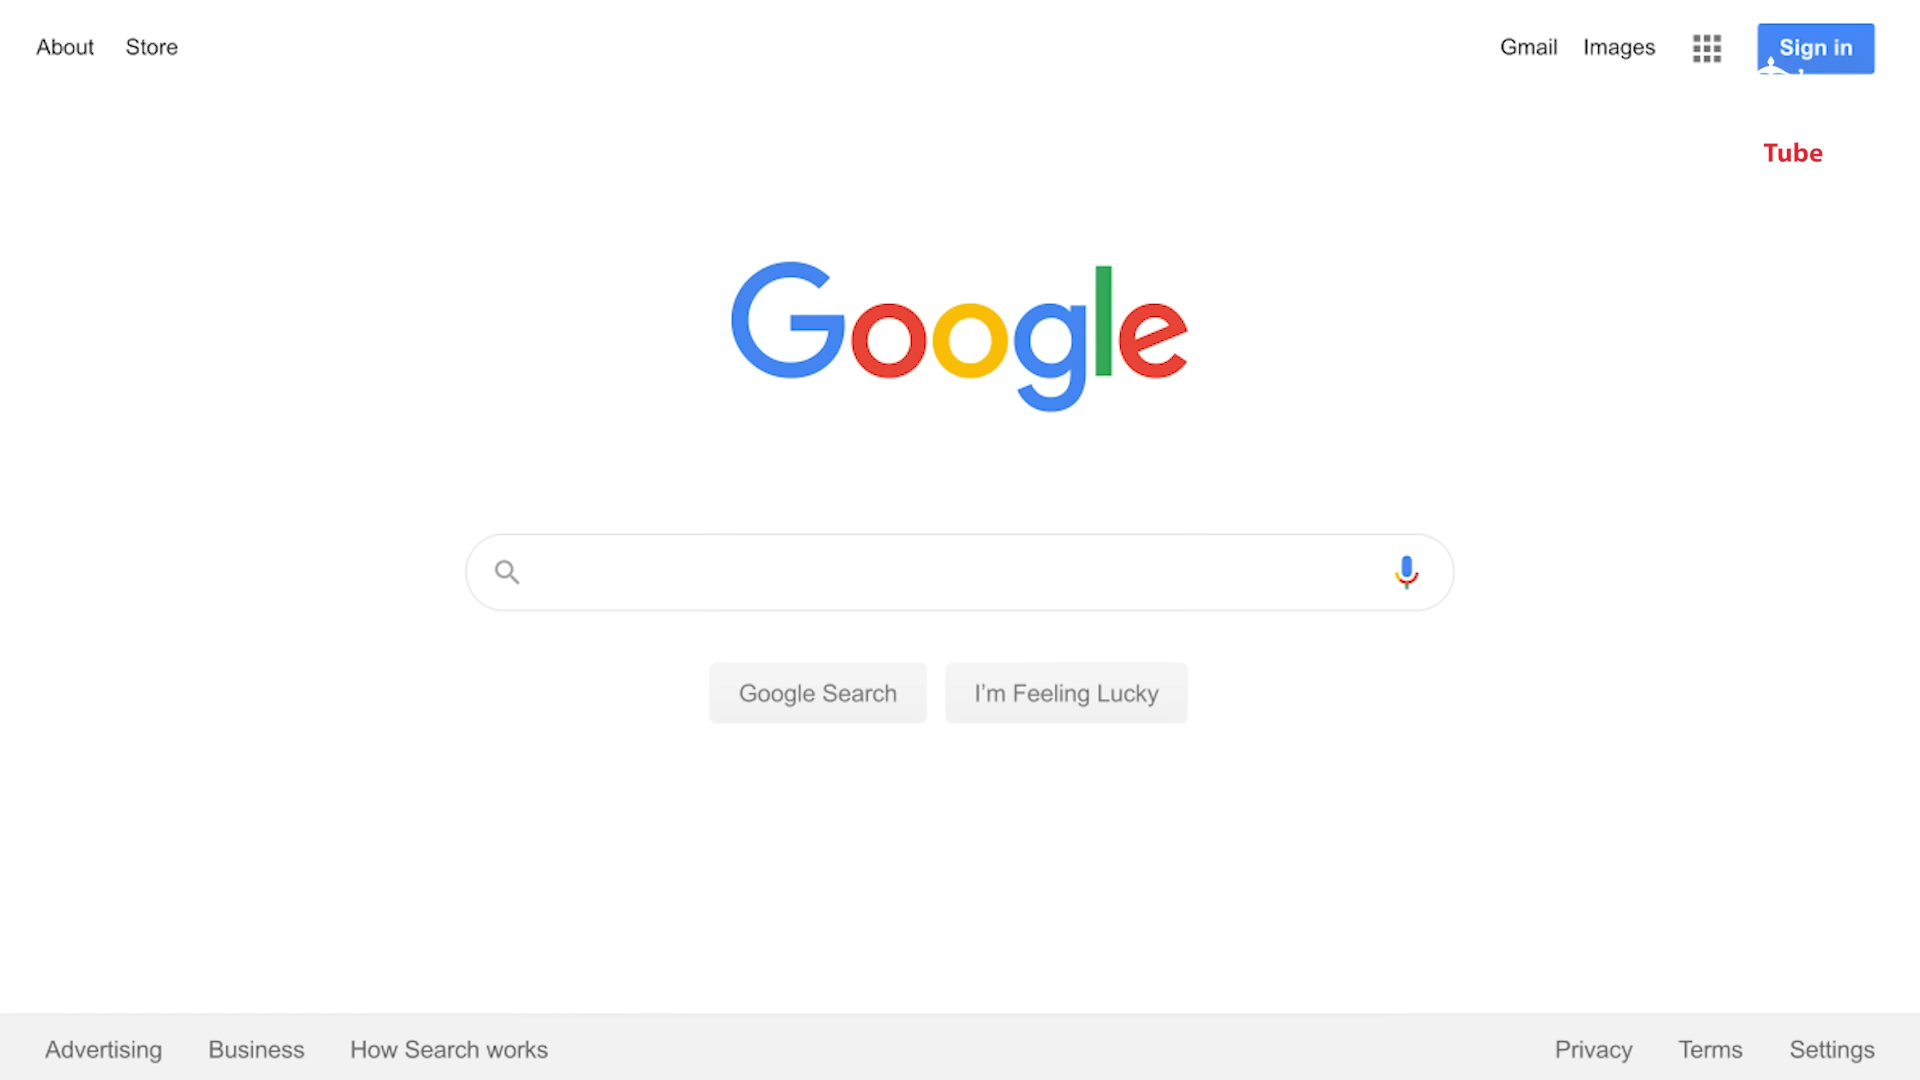 About Store Gmail Images Sign in
Tube
Google
Google Search I'm Feeling Lucky
Advertising Business How Search works Privacy Terms Settings